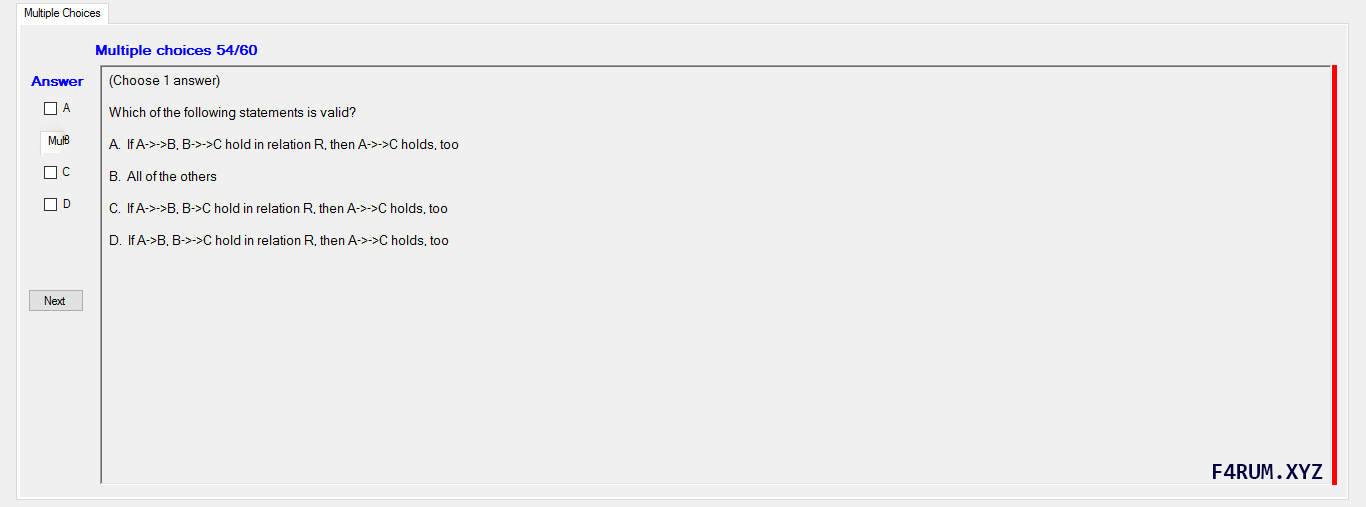 Multiple Choices
Multiple choices 54/60
Answer
A
Mult
B
C
D
Next
(Choose 1 answer)
Which of the following statements is valid?
A. If A->->B, B->->C hold in relation R, then A->->C holds, too
B. All of the others
C. If A->->B, B->C hold in relation R, then A->->C holds, too
D. If A->B, B->->C hold in relation R, then A->->C holds, too
F4RUM.XYZ